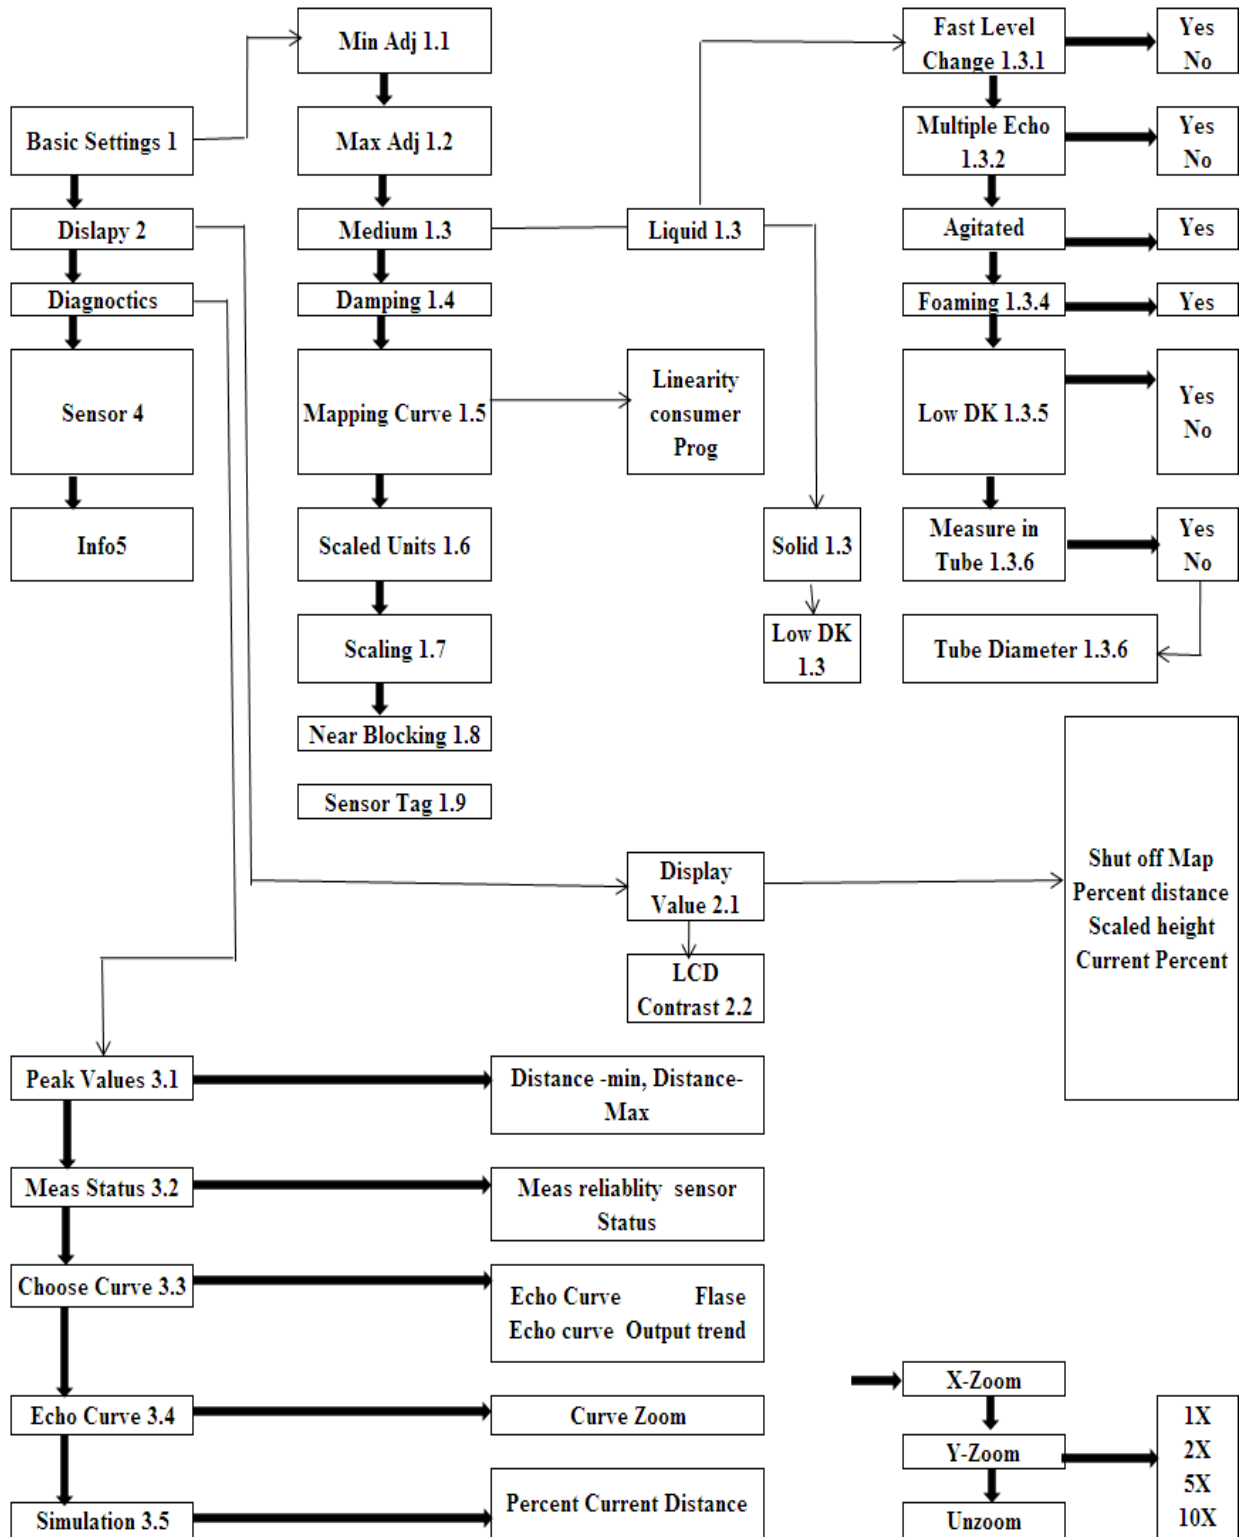 Min Adj 1.1
Fast Level
Change 1.3.1
Yes
No
Basic Settings 1
Max Adj 1.2
Multiple Echo
1.3.2
Yes
No
Dislapy 2
Medium 1.3
Liquid 1.3
Agitated
Yes
Diagnoctics
Damping 1.4
Foaming 1.3.4
Yes
Sensor 4
Mapping Curve 1.5
Linearity
consumer
Prog
Low DK 1.3.5
Yes
No
Info5
Scaled Units 1.6
Solid 1.3
Measure in
Tube 1.3.6
Yes
No
Scaling 1.7
Low DK
1.3
Tube Diameter 1.3.6
Near Blocking 1.8
Sensor Tag 1.9
Display
Value 2.1
Shut off Map
Percent distance
Scaled height
Current Percent
LCD
Contrast 2.2
Peak Values 3.1
Distance -min, Distance-
Max
Meas Status 3.2
Meas reliablity sensor
Status
Choose Curve 3.3
Echo Curve Flase
Echo curve Output trend
X-Zoom
Echo Curve 3.4
Curve Zoom
Y-Zoom
1X
2X
5X
10X
Simulation 3.5
Percent Current Distance
Unzoom